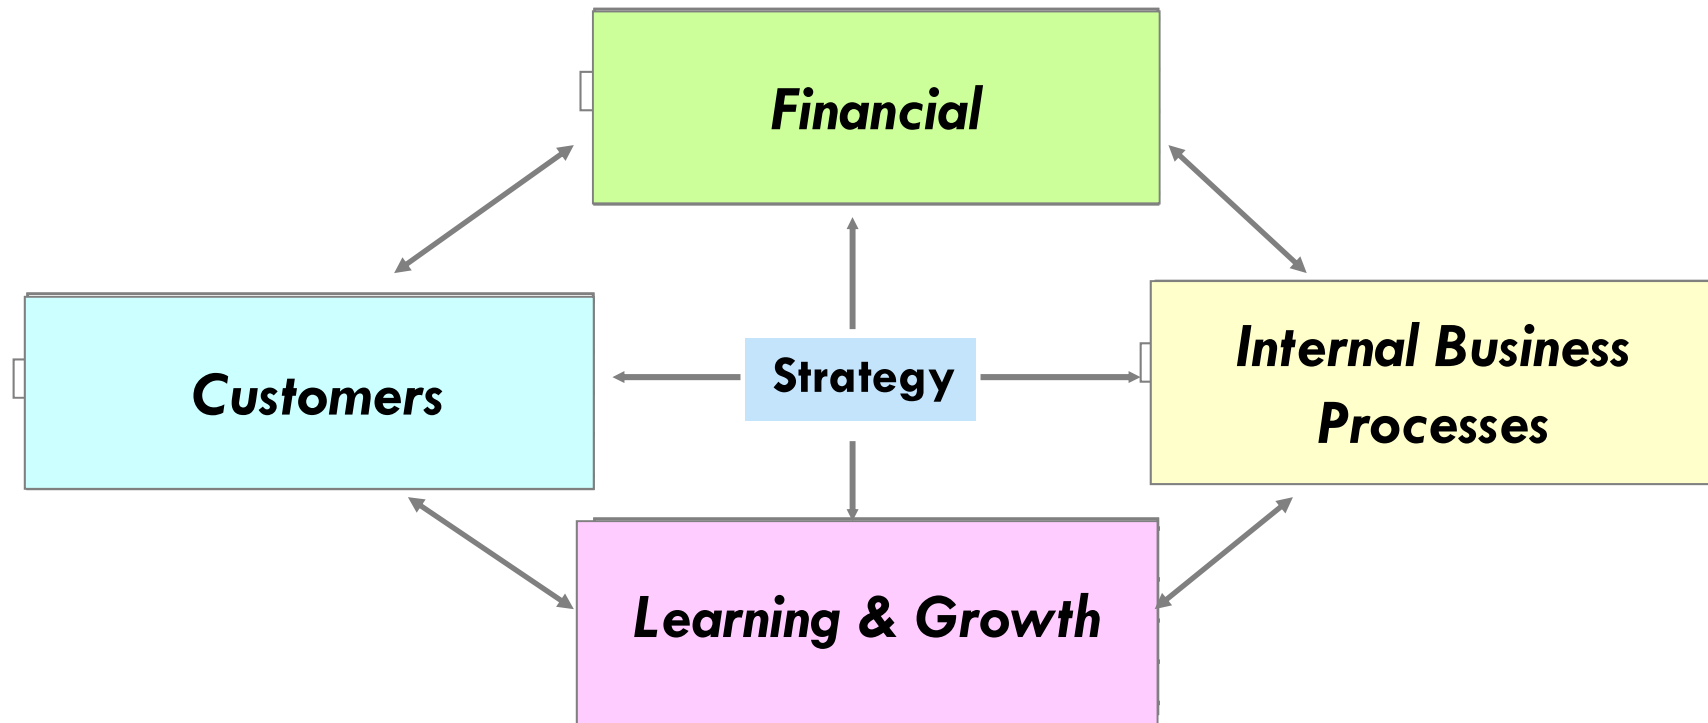 Financial
Customers
Strategy
Internal Business
Processes
Learning & Growth